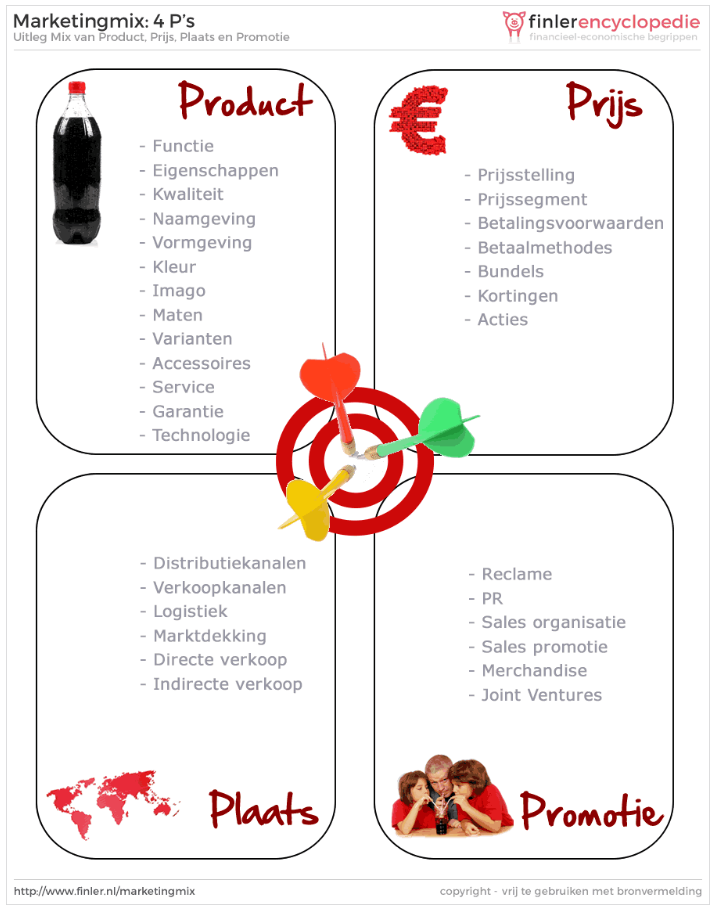 Marketingmix: 4 P's
Uitleg Mix van Product, Prijs, Plaats en Promotie
finlerencyclopedie
financieel-economische begrippen
Product
- Functie
- Eigenschappen
- Kwaliteit
- Naamgeving
- Vormgeving
- Kleur
- Imago
- Maten
- Varianten
- Accessoires
- Service
- Garantie
- Technologie
Prijs
- Prijsstelling
- Prijssegment
- Betalingsvoorwaarden
- Betaalmethodes
- Bundels
- Kortingen
- Acties
- Distributiekanalen
- Verkoopkanalen
- Logistiek
- Marktdekking
- Directe verkoop
- Indirecte verkoop
Plaats
- Reclame
- PR
- Sales organisatie
- Sales promotie
- Merchandise
- Joint Ventures
Promotie
http://www.finler.nl/marketingmix
copyright - vrij te gebruiken met bronvermelding